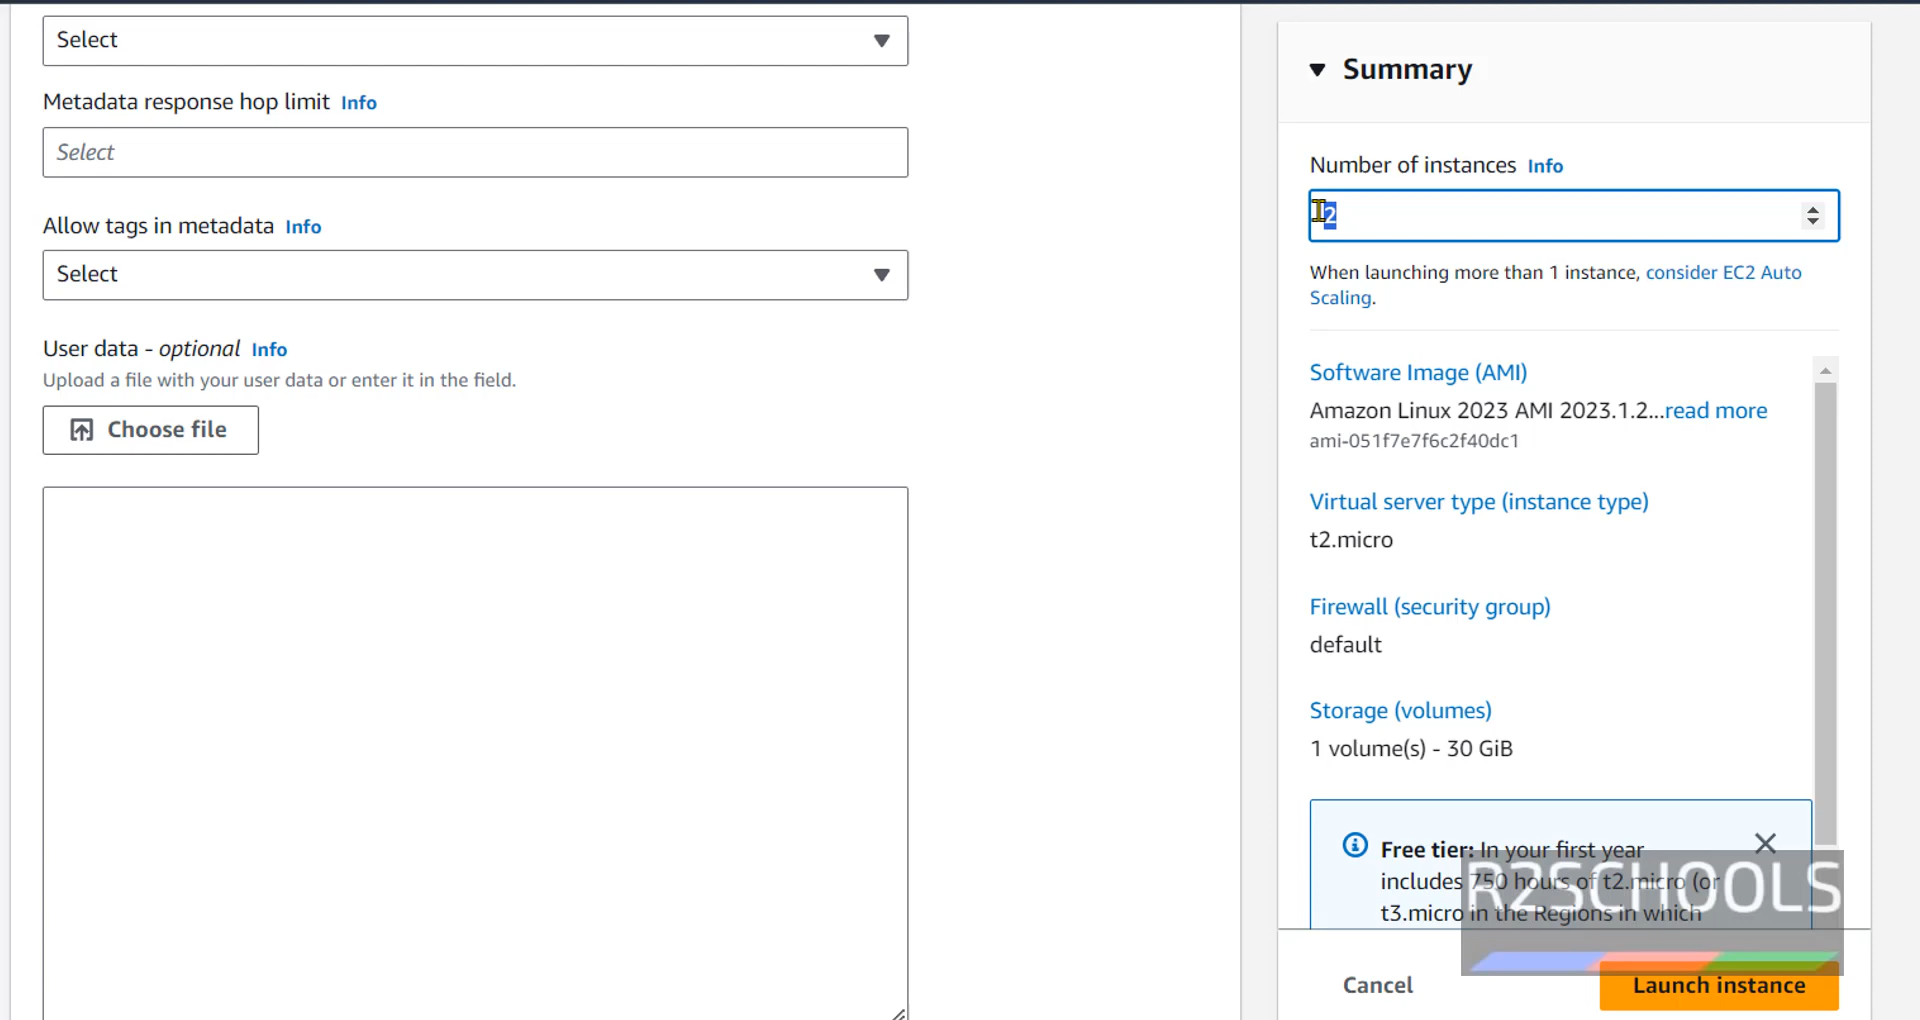 Select
Metadata response hop limit Info
Select
Allow tags in metadata Info
Select
User data - optional Info
Upload a file with your user data or enter it in the field.
Choose file
Summary
Number of instances Info
2
When launching more than 1 instance, consider EC2 Auto
Scaling.
Software Image (AMI)
Amazon Linux 2023 AMI 2023.1.2...read more
ami-051f7e7f6c2f40dc1
Virtual server type (instance type)
t2.micro
Firewall (security group)
default
Storage (volumes)
1 volume(s) - 30 GiB
Free tier: In your first year
includes 750 hours of t2.micro (or
t3.micro in the Regions in which
R2SCHOOLS
Cancel
Launch instance